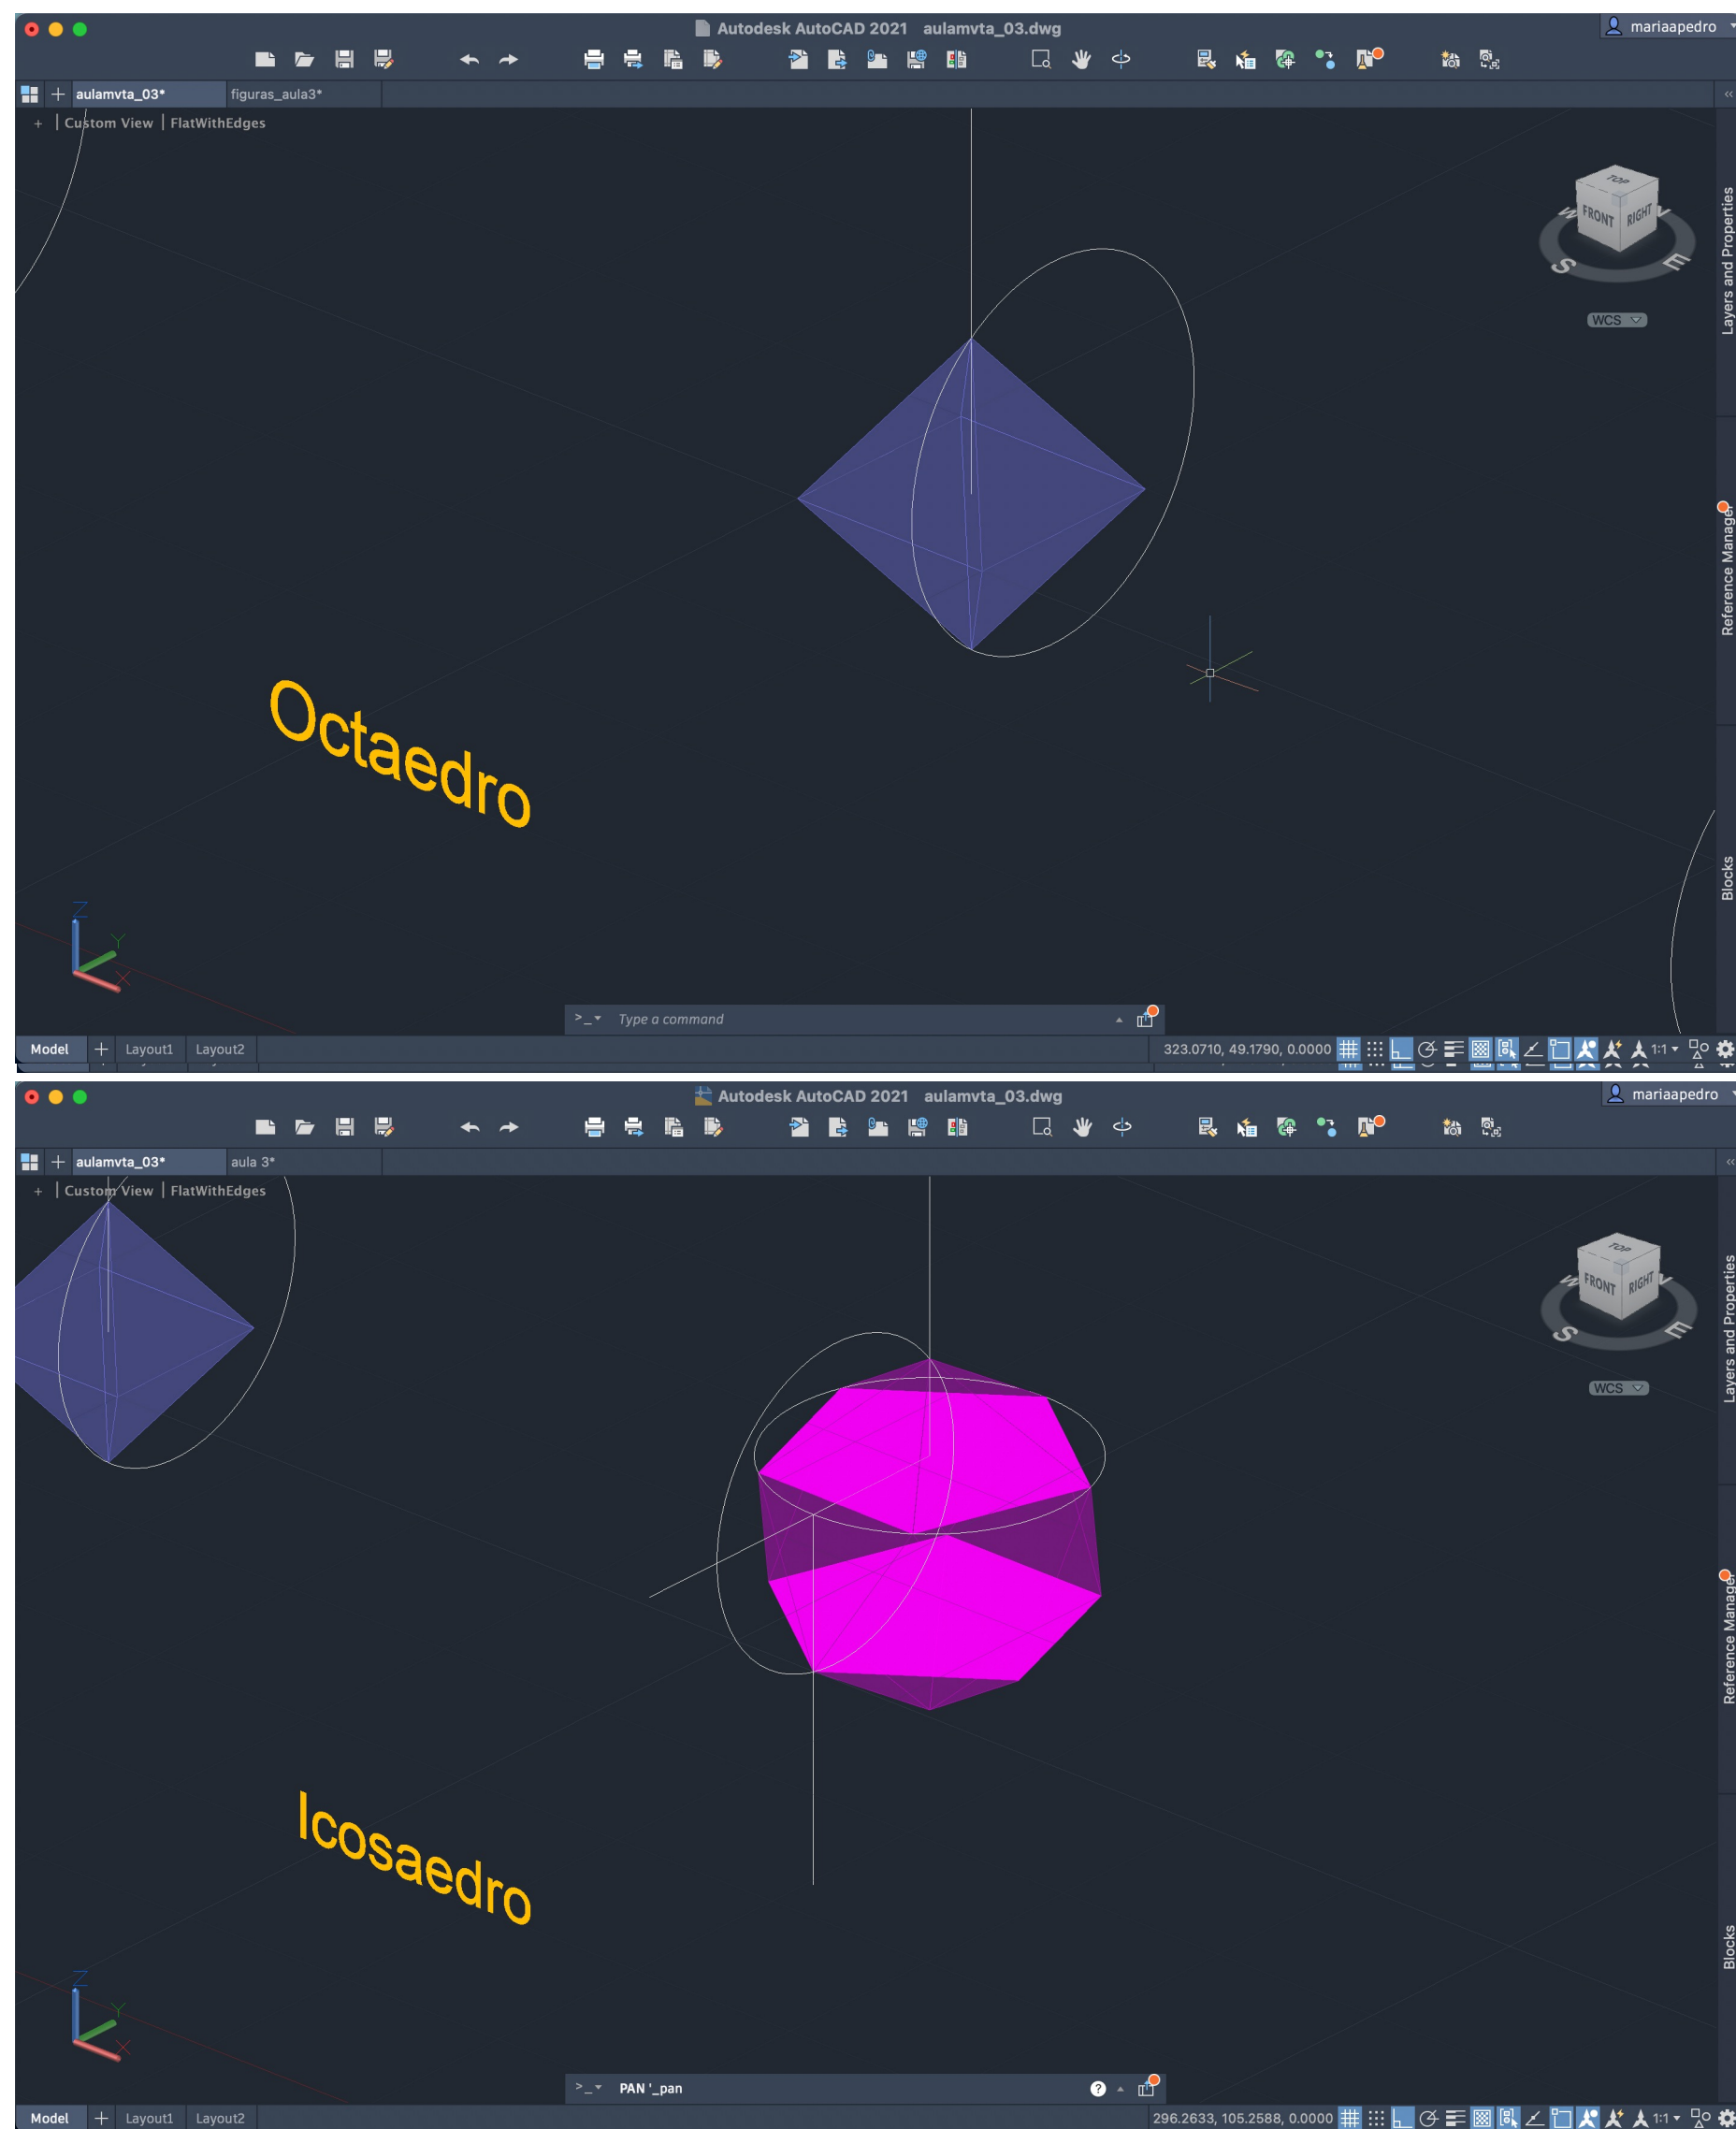 Autodesk AutoCAD 2021 aulamvta_03.dwg
mariaapedro
aulamvta_03*
figuras_aula3*
+ | Custom View | FlatWithEdges
TOP
FRONT
RIGHT
S
E
WCS
Layers and Properties
Reference Manager
Blocks
Octaedro
Z
Y
X
>_ Type a command
Model
Layout1
Layout2
323.0710, 49.1790, 0.0000
1:1
Autodesk AutoCAD 2021 aulamvta_03.dwg
mariaapedro
aulamvta_03*
aula 3*
+ | Custom View | FlatWithEdges
TOP
FRONT
RIGHT
S
E
WCS
Layers and Properties
Reference Manager
Blocks
Icosaedro
Z
Y
X
>_ PAN '_pan
?
Model
Layout1
Layout2
296.2633, 105.2588, 0.0000
1:1